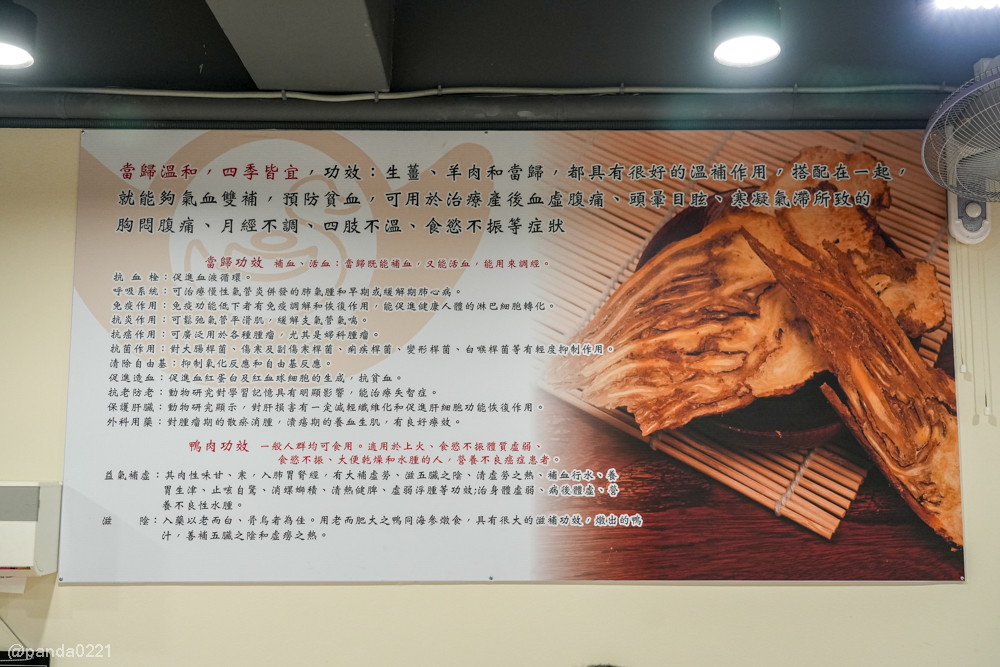 當歸溫和，四季皆宜，功效：生薑、羊肉和當歸，都具有很好的溫補作用，搭配在一起，
就能夠氣血雙補，預防貧血，可用於治療產後血虛腹痛、頭暈目眩、寒凝氣滯所致的
胸悶腹痛、月經不調、四肢不溫、食慾不振等症狀
當歸功效 補血、活血：當歸既能補血，又能活血，能用來調經。
抗 血 栓：促進血液循環。
呼吸系統：可治療慢性氣管炎併發的肺氣腫和早期或緩解期肺心病。
免疫作用：免疫功能低下者有免疫調解和恢復作用，能促進健康人體的淋巴細胞轉化。
抗炎作用：可鬆弛氣管平滑肌，緩解支氣管氣喘。
抗癌作用：可廣泛用於各種腫瘤，尤其是婦科腫瘤。
抗菌作用：對大腸桿菌、傷寒及副傷寒桿菌、痢疾桿菌、變形桿菌、白喉桿菌等有輕度抑制作用。
清除自由基：抑制氧化反應和自由基反應。
促進造血：促進血紅蛋白及紅血球細胞的生成，抗貧血。
抗老防老：動物研究對學習記憶具有明顯影響，能治療失智症。
保護肝臟：動物研究顯示，對肝損害有一定減輕纖維化和促進肝細胞功能恢復作用。
外科用藥：對腫瘤期的散瘀消腫，潰瘍期的養血生肌，有良好療效。
鴨肉功效 一般人群均可食用。適用於上火、食慾不振體質虛弱、
食慾不振、大便乾燥和水腫的人，營養不良癌症患者。
益氣補虛：其肉性味甘、寒，入肺胃腎經，有大補虛勞、滋五臟之陰、清虛勞之熱、補血行水、養
胃生津、止咳自驚、消螺螄積、清熱健脾、虛弱浮腫等功效;治身體虛弱、病後體虛、營
養不良性水腫。
滋　　陰：入藥以老而白、骨烏者為佳。用老而肥大之鴨同海參燉食，具有很大的滋補功效，燉出的鴨
汁，善補五臟之陰和虛癆之熱。
@panda0221